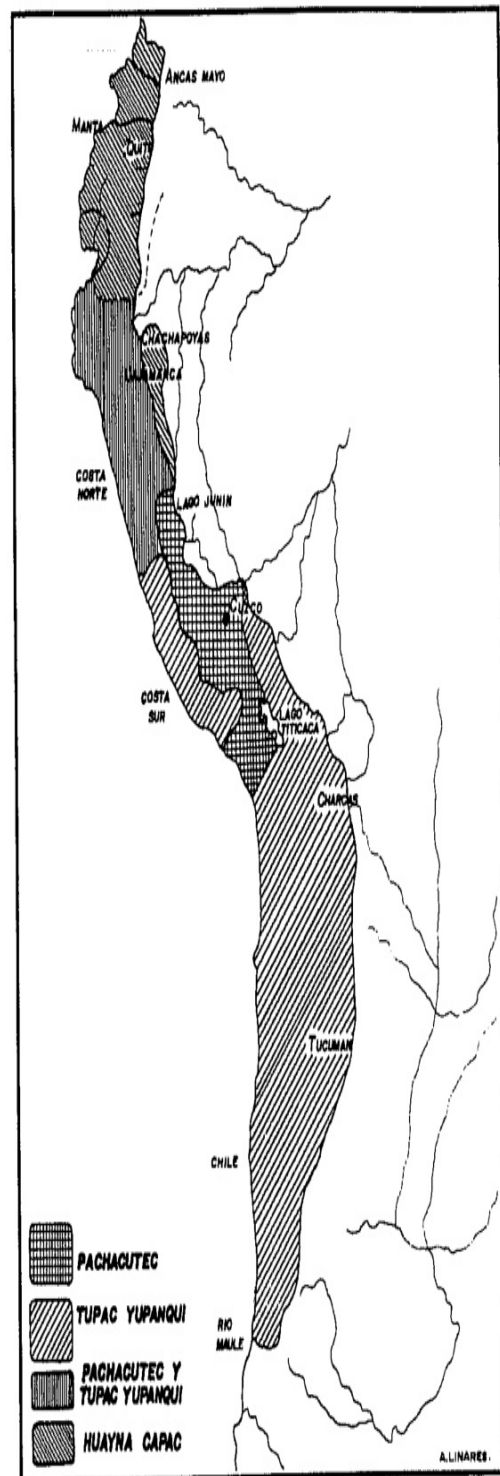 ANCAS MAYO
MANTA
QUITO
CHACHAPOYAS
CAJAMARCA
COSTA
NORTE
LAGO JUNIN
CUZCO
COSTA
SUR
LAGO
TITICACA
CHARCAS
TUCUMAN
CHILE
RIO
MAULE
PACHACUTEC
TUPAC YUPANQUI
PACHACUTEC Y
TUPAC YUPANQUI
HUAYNA CAPAC
A.LINARES.